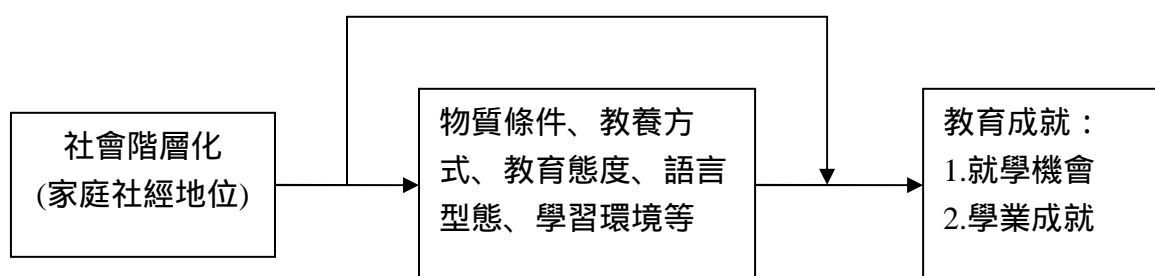 社會階層化
(家庭社經地位)
物質條件、教養方
式、教育態度、語言
型態、學習環境等
教育成就：
1.就學機會
2.學業成就